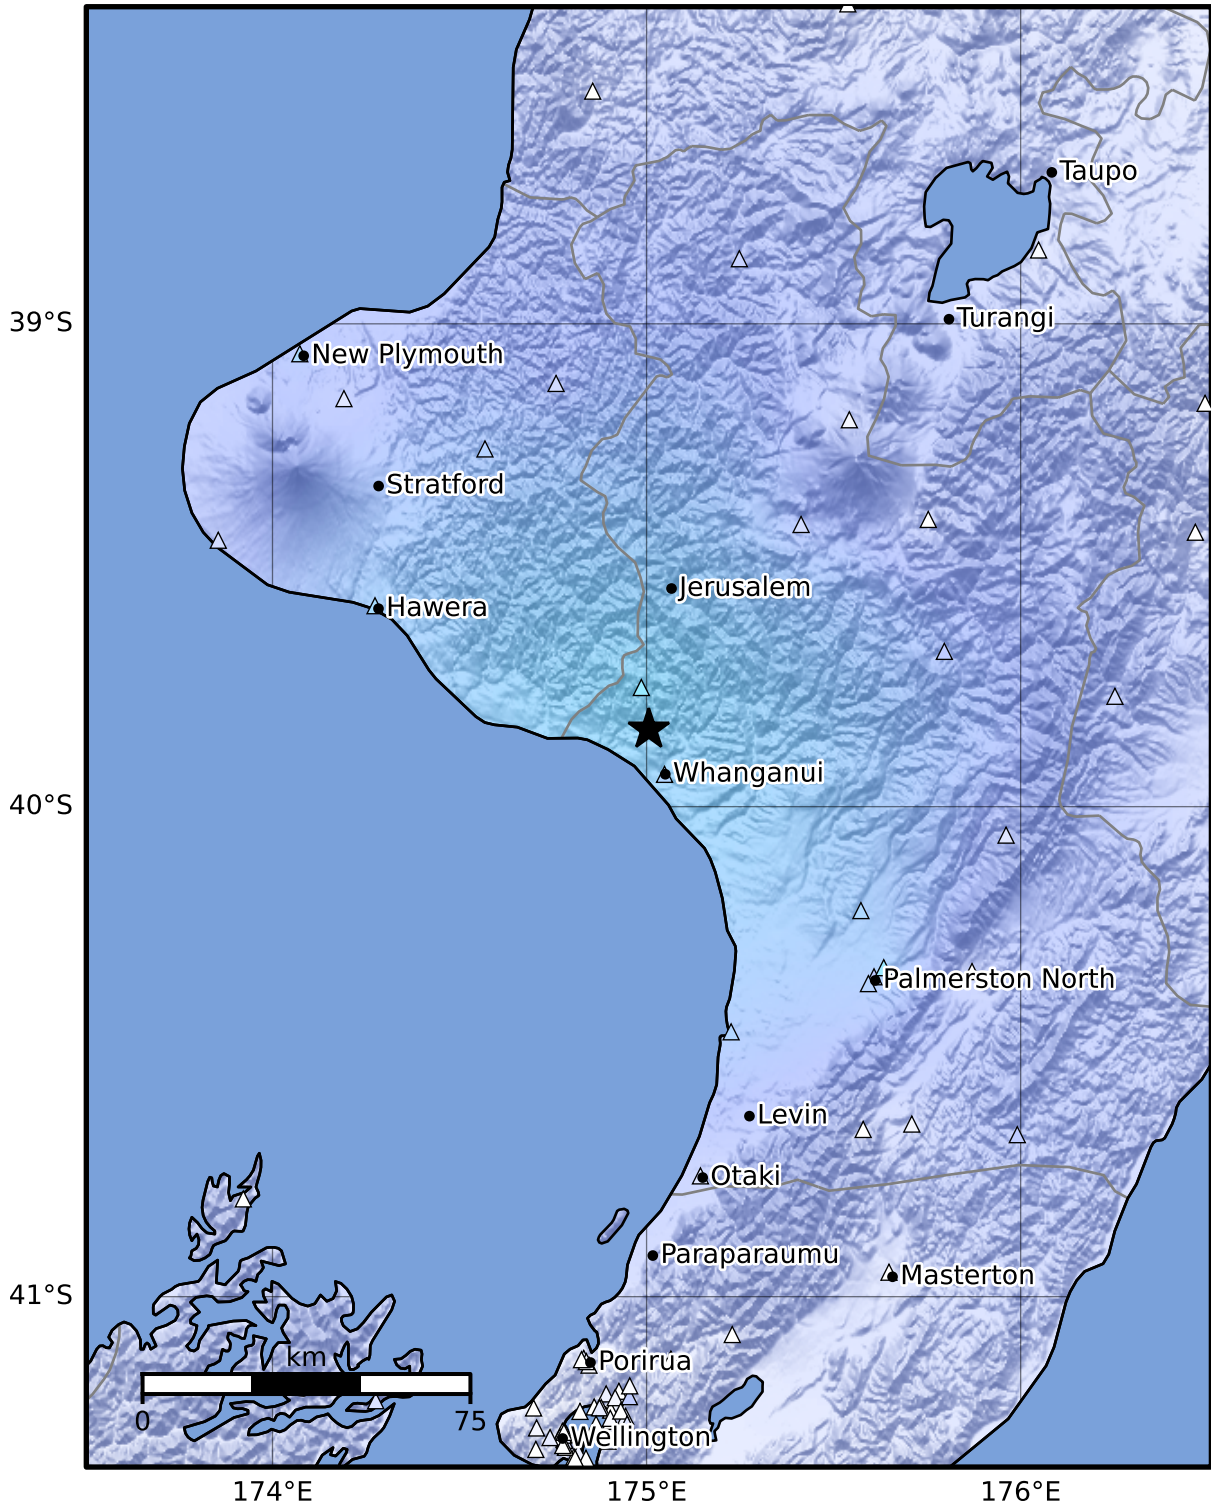 Taupo
Turangi
39°S
New Plymouth
Stratford
Jerusalem
Hawera
Whanganui
40°S
Palmerston North
Levin
Otaki
Paraparaumu
Masterton
41°S
km
Porirua
0
75
Wellington
174°E
175°E
176°E